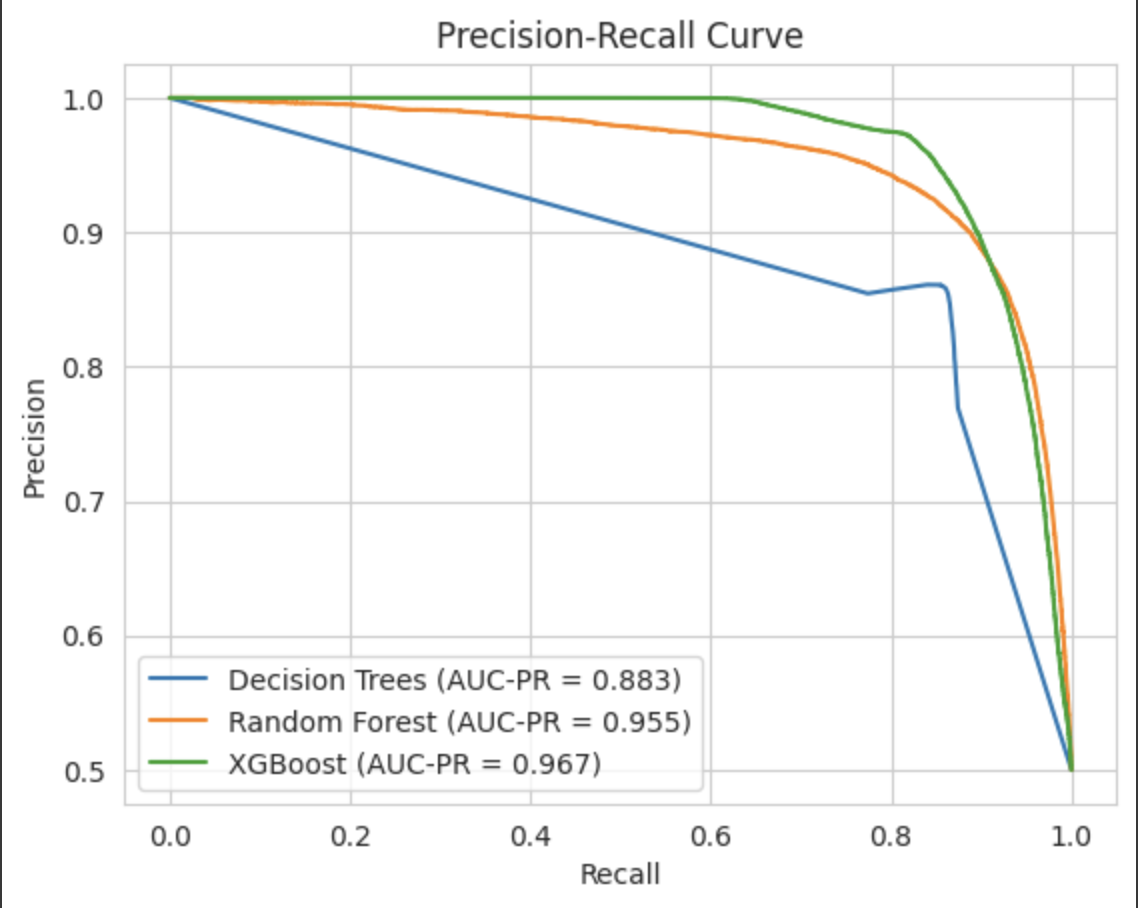 Precision-Recall Curve
1.0
0.9
0.8
0.7
0.6
0.5
Precision
Decision Trees (AUC-PR = 0.883)
Random Forest (AUC-PR = 0.955)
XGBoost (AUC-PR = 0.967)
0.0 0.2 0.4 0.6 0.8 1.0
Recall